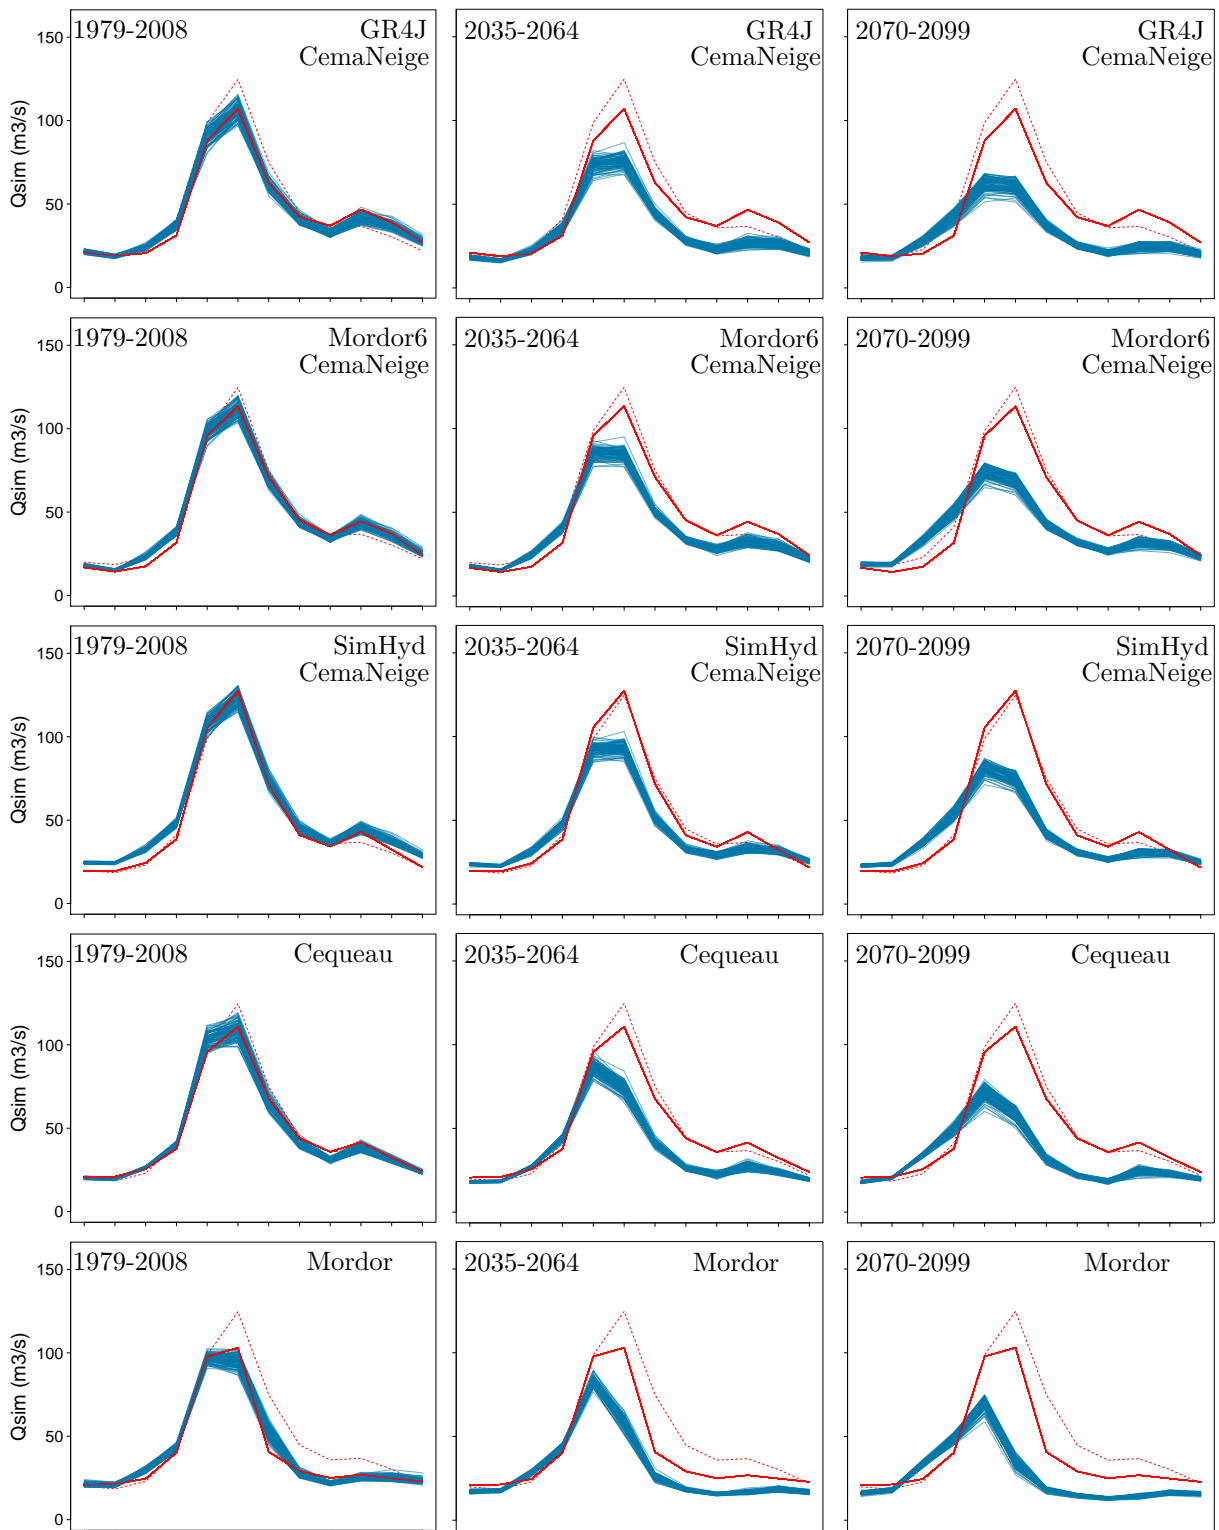 1979-2008 GR4J
CemaNeige
2035-2064 GR4J
CemaNeige
2070-2099 GR4J
CemaNeige
150
100
50
0
Qsim (m3/s)
1979-2008 Mordor6
CemaNeige
2035-2064 Mordor6
CemaNeige
2070-2099 Mordor6
CemaNeige
150
100
50
0
Qsim (m3/s)
1979-2008 SimHyd
CemaNeige
2035-2064 SimHyd
CemaNeige
2070-2099 SimHyd
CemaNeige
150
100
50
0
Qsim (m3/s)
1979-2008 Cequeau
2035-2064 Cequeau
2070-2099 Cequeau
150
100
50
0
Qsim (m3/s)
1979-2008 Mordor
2035-2064 Mordor
2070-2099 Mordor
150
100
50
0
Qsim (m3/s)